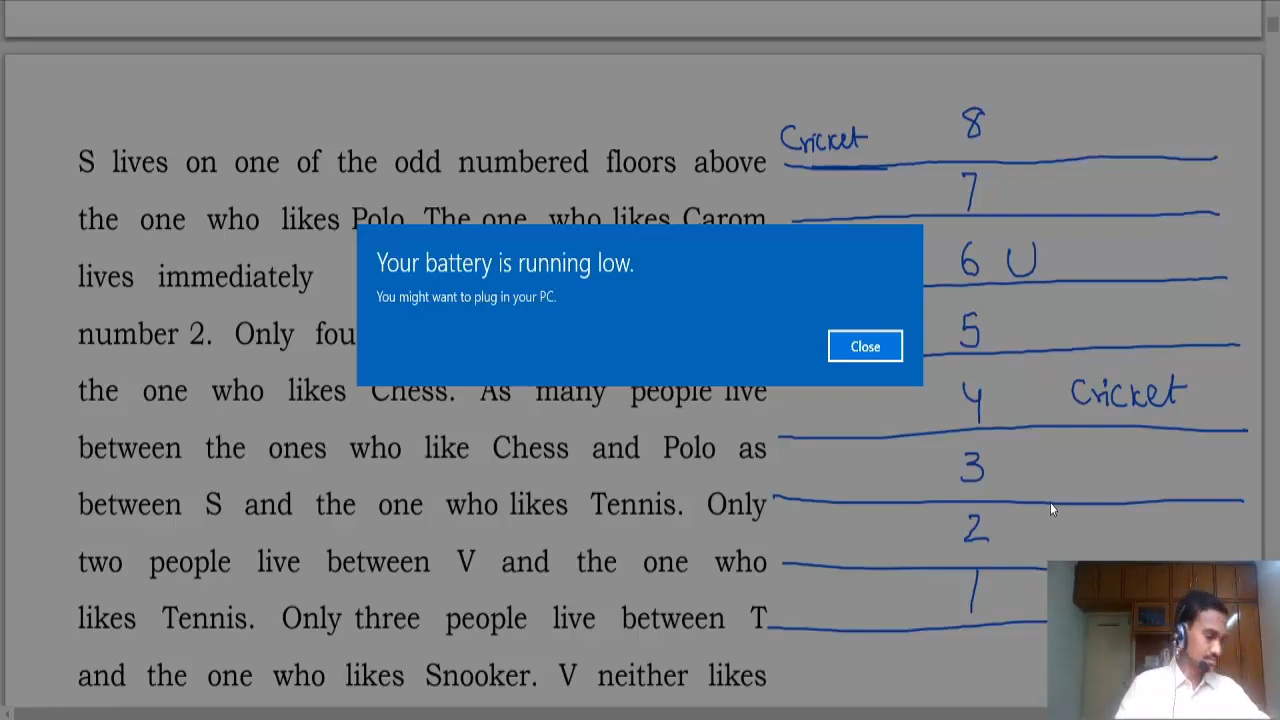 S lives on one of the odd numbered floors above
the one who likes Polo. The one who likes Carom
lives immediately
number 2. Only fou
the one who likes Chess. As many people live
between the ones who like Chess and Polo as
between S and the one who likes Tennis. Only
two people live between V and the one who
likes Tennis. Only three people live between T
and the one who likes Snooker. V neither likes
Your battery is running low.
You might want to plug in your PC.
Close
Cricket 8
7
6 U
5
4 Cricket
3
2
1